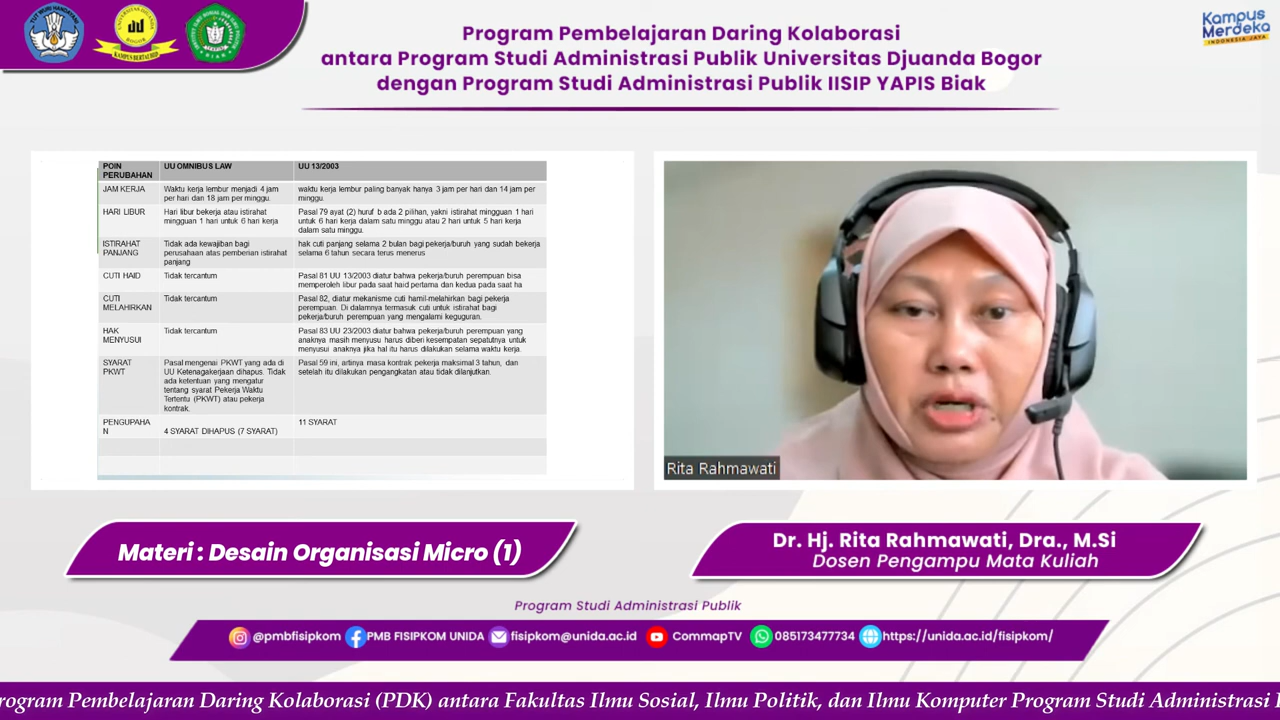 TUT WURI HANDAYANI
KAMPUS BERTAUHID
Program Pembelajaran Daring Kolaborasi
antara Program Studi Administrasi Publik Universitas Djuanda Bogor
dengan Program Studi Administrasi Publik IISIP YAPIS Biak
Kampus
Merdeka
INDONESIA JAYA
POIN PERUBAHAN UU OMNIBUS LAW UU 13/2003
JAM KERJA
Waktu kerja lembur menjadi 4 jam
per hari dan 18 jam per minggu.
waktu kerja lembur paling banyak hanya 3 jam per hari dan 14 jam per
minggu.
HARI LIBUR
Hari libur bekerja atau istirahat
mingguan 1 hari untuk 6 hari kerja
Pasal 79 ayat (2) huruf b ada 2 pilihan, yakni istirahat mingguan 1 hari
untuk 6 hari kerja dalam satu minggu atau 2 hari untuk 5 hari kerja
dalam satu minggu.
ISTIRAHAT
PANJANG
Tidak ada kewajiban bagi
perusahaan atas pemberian istirahat
panjang
hak cuti panjang selama 2 bulan bagi pekerja/buruh yang sudah bekerja
selama 6 tahun secara terus menerus
CUTI HAID
Tidak tercantum
Pasal 81 UU 13/2003 diatur bahwa pekerja/buruh perempuan bisa
memperoleh libur pada saat haid pertama dan kedua pada saat ha
CUTI
MELAHIRKAN
Tidak tercantum
Pasal 82, diatur mekanisme cuti hamil-melahirkan bagi pekerja
perempuan. Di dalamnya termasuk cuti untuk istirahat bagi
pekerja/buruh perempuan yang mengalami keguguran.
HAK
MENYUSUI
Tidak tercantum
Pasal 83 UU 23/2003 diatur bahwa pekerja/buruh perempuan yang
anaknya masih menyusu harus diberi kesempatan sepatutnya untuk
menyusui anaknya jika hal itu harus dilakukan selama waktu kerja.
SYARAT
PKWT
Pasal mengenai PKWT yang ada di
UU Ketenagakerjaan dihapus. Tidak
ada ketentuan yang mengatur
tentang syarat Pekerja Waktu
Tertentu (PKWT) atau pekerja
kontrak.
Pasal 59 ini, artinya masa kontrak pekerja maksimal 3 tahun, dan
setelah itu dilakukan pengangkatan atau tidak dilanjutkan.
PENGUPAHA
N
4 SYARAT DIHAPUS (7 SYARAT)
11 SYARAT
Rita Rahmawati
Materi : Desain Organisasi Micro (1)
Dr. Hj. Rita Rahmawati, Dra., M.Si
Dosen Pengampu Mata Kuliah
Program Studi Administrasi Publik
@pmbfisipkom PMB FISIPKOM UNIDA fisipkom@unida.ac.id CommapTV 085173477734 https://unida.ac.id/fisipkom/
rogram Pembelajaran Daring Kolaborasi (PDK) antara Fakultas Ilmu Sosial, Ilmu Politik, dan Ilmu Komputer Program Studi Administrasi